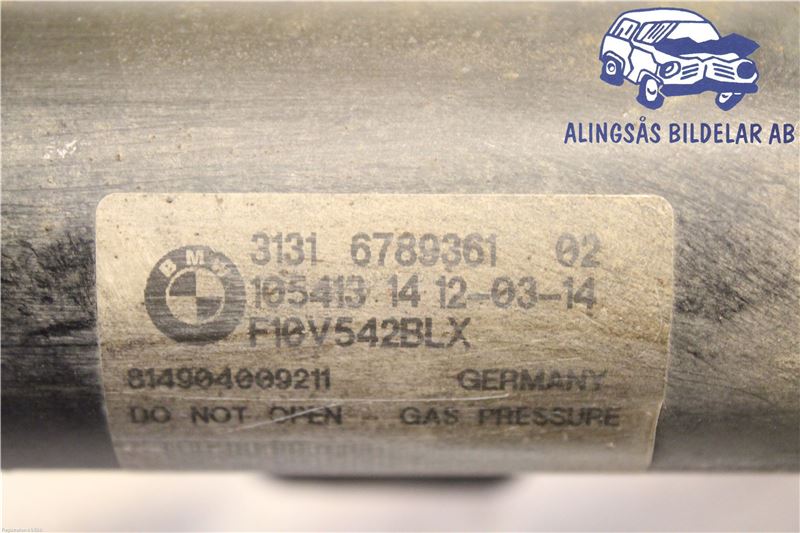 ALINGSÅS BILDELAR AB
3131 6789361 02
BMW
105413 14 12-03-14
F10V542BLX
814904009211 GERMANY
DO NOT OPEN - GAS PRESSURE